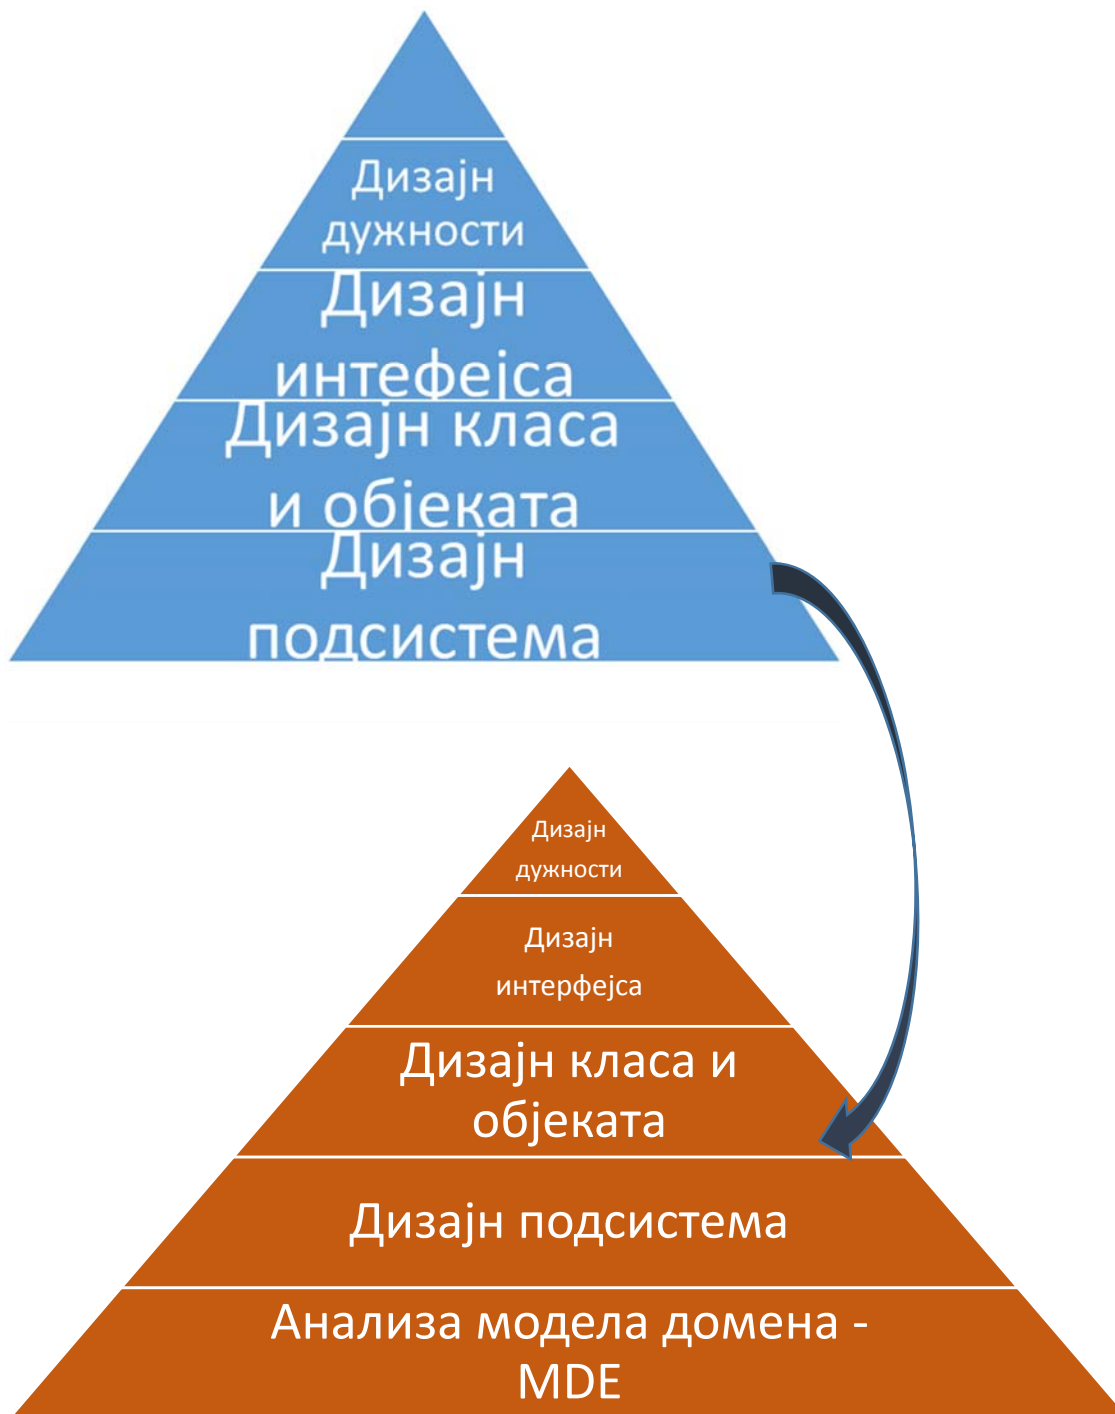 Дизајн
дужности
Дизајн
интефејса
Дизајн класа
и објеката
Дизајн
подсистема
Дизајн
дужности
Дизајн
интерфејса
Дизајн класа и
објеката
Дизајн подсистема
Анализа модела домена -
MDE